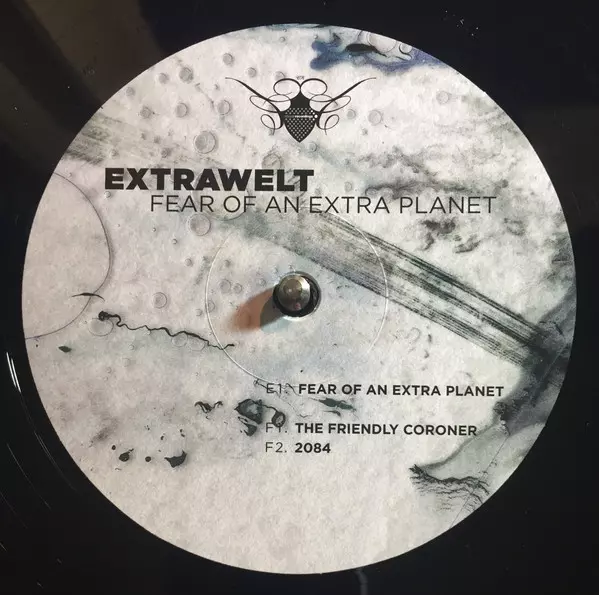 EXTRAWELT
FEAR OF AN EXTRA PLANET
E1. FEAR OF AN EXTRA PLANET
F1. THE FRIENDLY CORONER
F2. 2084